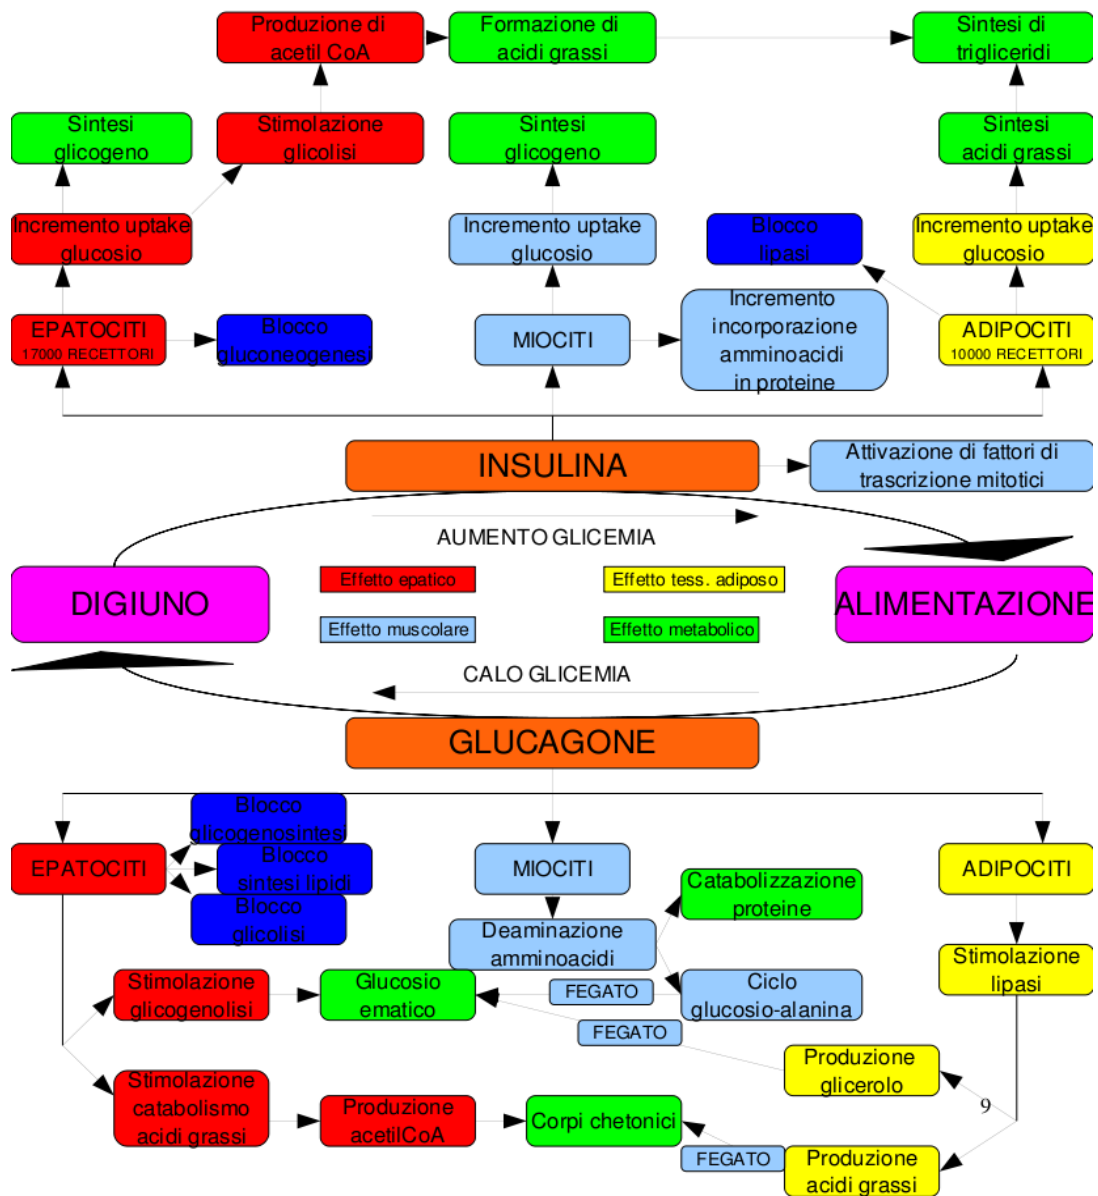 Produzione di
acetil CoA
Formazione di
acidi grassi
Sintesi di
trigliceridi
Sintesi
glicogeno
Stimolazione
glicolisi
Sintesi
glicogeno
Sintesi
acidi grassi
Incremento uptake
glucosio
Incremento uptake
glucosio
Blocco
lipasi
Incremento uptake
glucosio
EPATOCITI
17000 RECETTORI
Blocco
gluconeogenesi
MIOCITI
Incremento
incorporazione
amminoacidi
in proteine
ADIPOCITI
10000 RECETTORI
INSULINA
Attivazione di fattori di
trascrizione mitotici
AUMENTO GLICEMIA
DIGIUNO
Effetto epatico
Effetto tess. adiposo
Effetto muscolare
Effetto metabolico
ALIMENTAZIONE
CALO GLICEMIA
GLUCAGONE
EPATOCITI
Blocco
glicogenosintesi
Blocco
sintesi lipidi
Blocco
glicolisi
MIOCITI
ADIPOCITI
Catabolizzazione
proteine
Deaminazione
amminoacidi
Stimolazione
lipasi
Stimolazione
glicogenolisi
Glucosio
ematico
FEGATO
Ciclo
glucosio-alanina
FEGATO
Produzione
glicerolo
Stimolazione
catabolismo
acidi grassi
Produzione
acetilCoA
Corpi chetonici
9
FEGATO
Produzione
acidi grassi